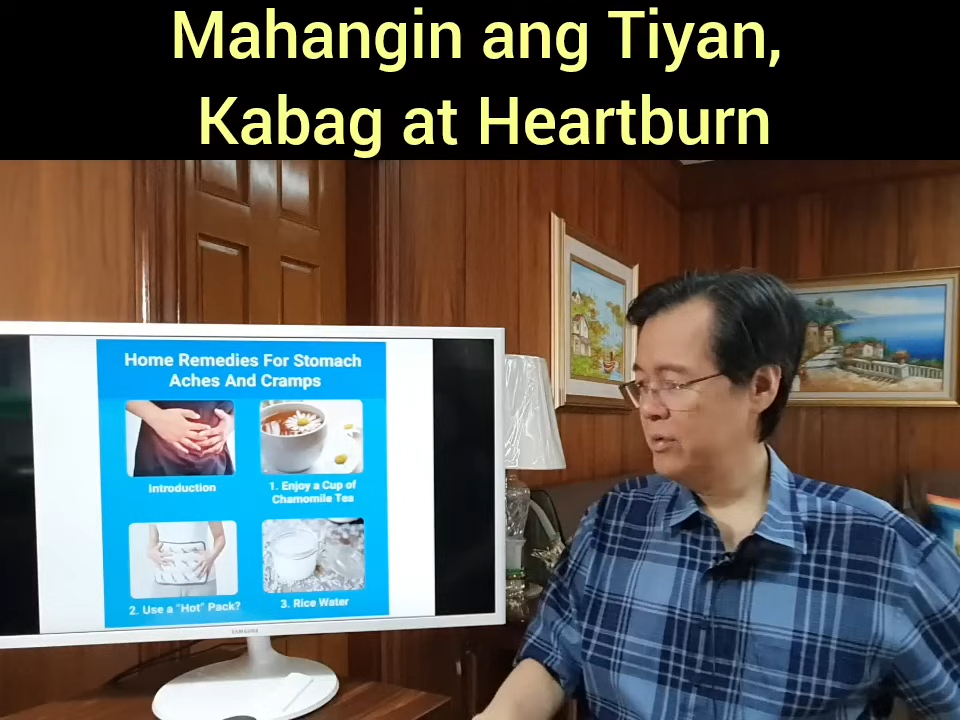 Mahangin ang Tiyan,
Kabag at Heartburn
Home Remedies For Stomach
Aches And Cramps
Introduction
1. Enjoy a Cup of
Chamomile Tea
2. Use a "Hot" Pack?
3. Rice Water
SAMSUNG